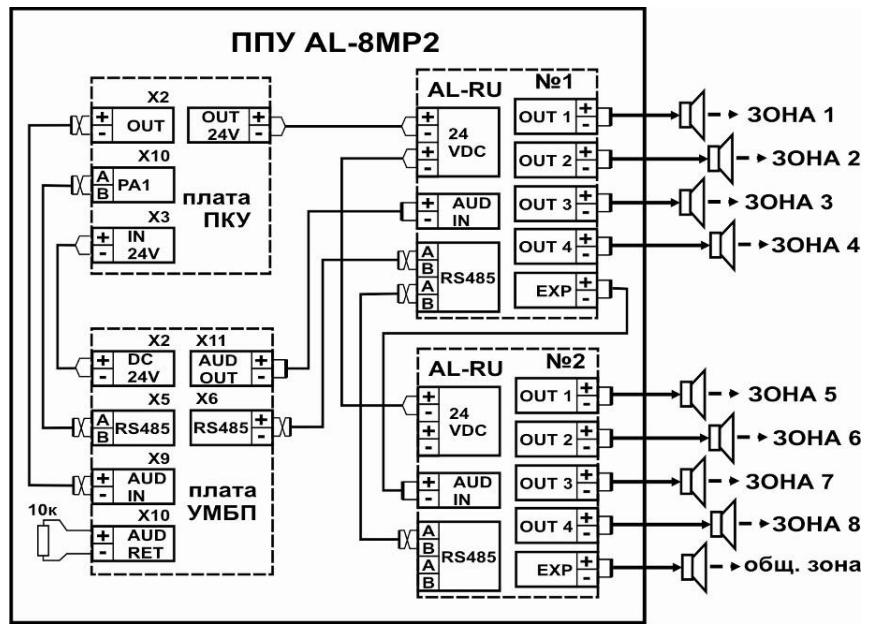 ППУ AL-8MP2
X2
+
-
OUT
OUT
24V
+
-
X10
A
B
PA1
плата
ПКУ
X3
+
-
IN
24V
X2
+
-
DC
24V
X11
AUD
OUT
+
-
X5
A
B
RS485
X6
RS485
+
-
X9
+
-
AUD
IN
плата
УМБП
10к
X10
+
-
AUD
RET
AL-RU
№1
+
-
+
-
24
VDC
+
-
AUD
IN
A
B
A
B
RS485
OUT 1
+
-
OUT 2
+
-
OUT 3
+
-
OUT 4
+
-
EXP
+
-
ЗОНА 1
ЗОНА 2
ЗОНА 3
ЗОНА 4
AL-RU
№2
+
-
+
-
24
VDC
+
-
AUD
IN
A
B
A
B
RS485
OUT 1
+
-
OUT 2
+
-
OUT 3
+
-
OUT 4
+
-
EXP
+
-
ЗОНА 5
ЗОНА 6
ЗОНА 7
ЗОНА 8
общ. зона